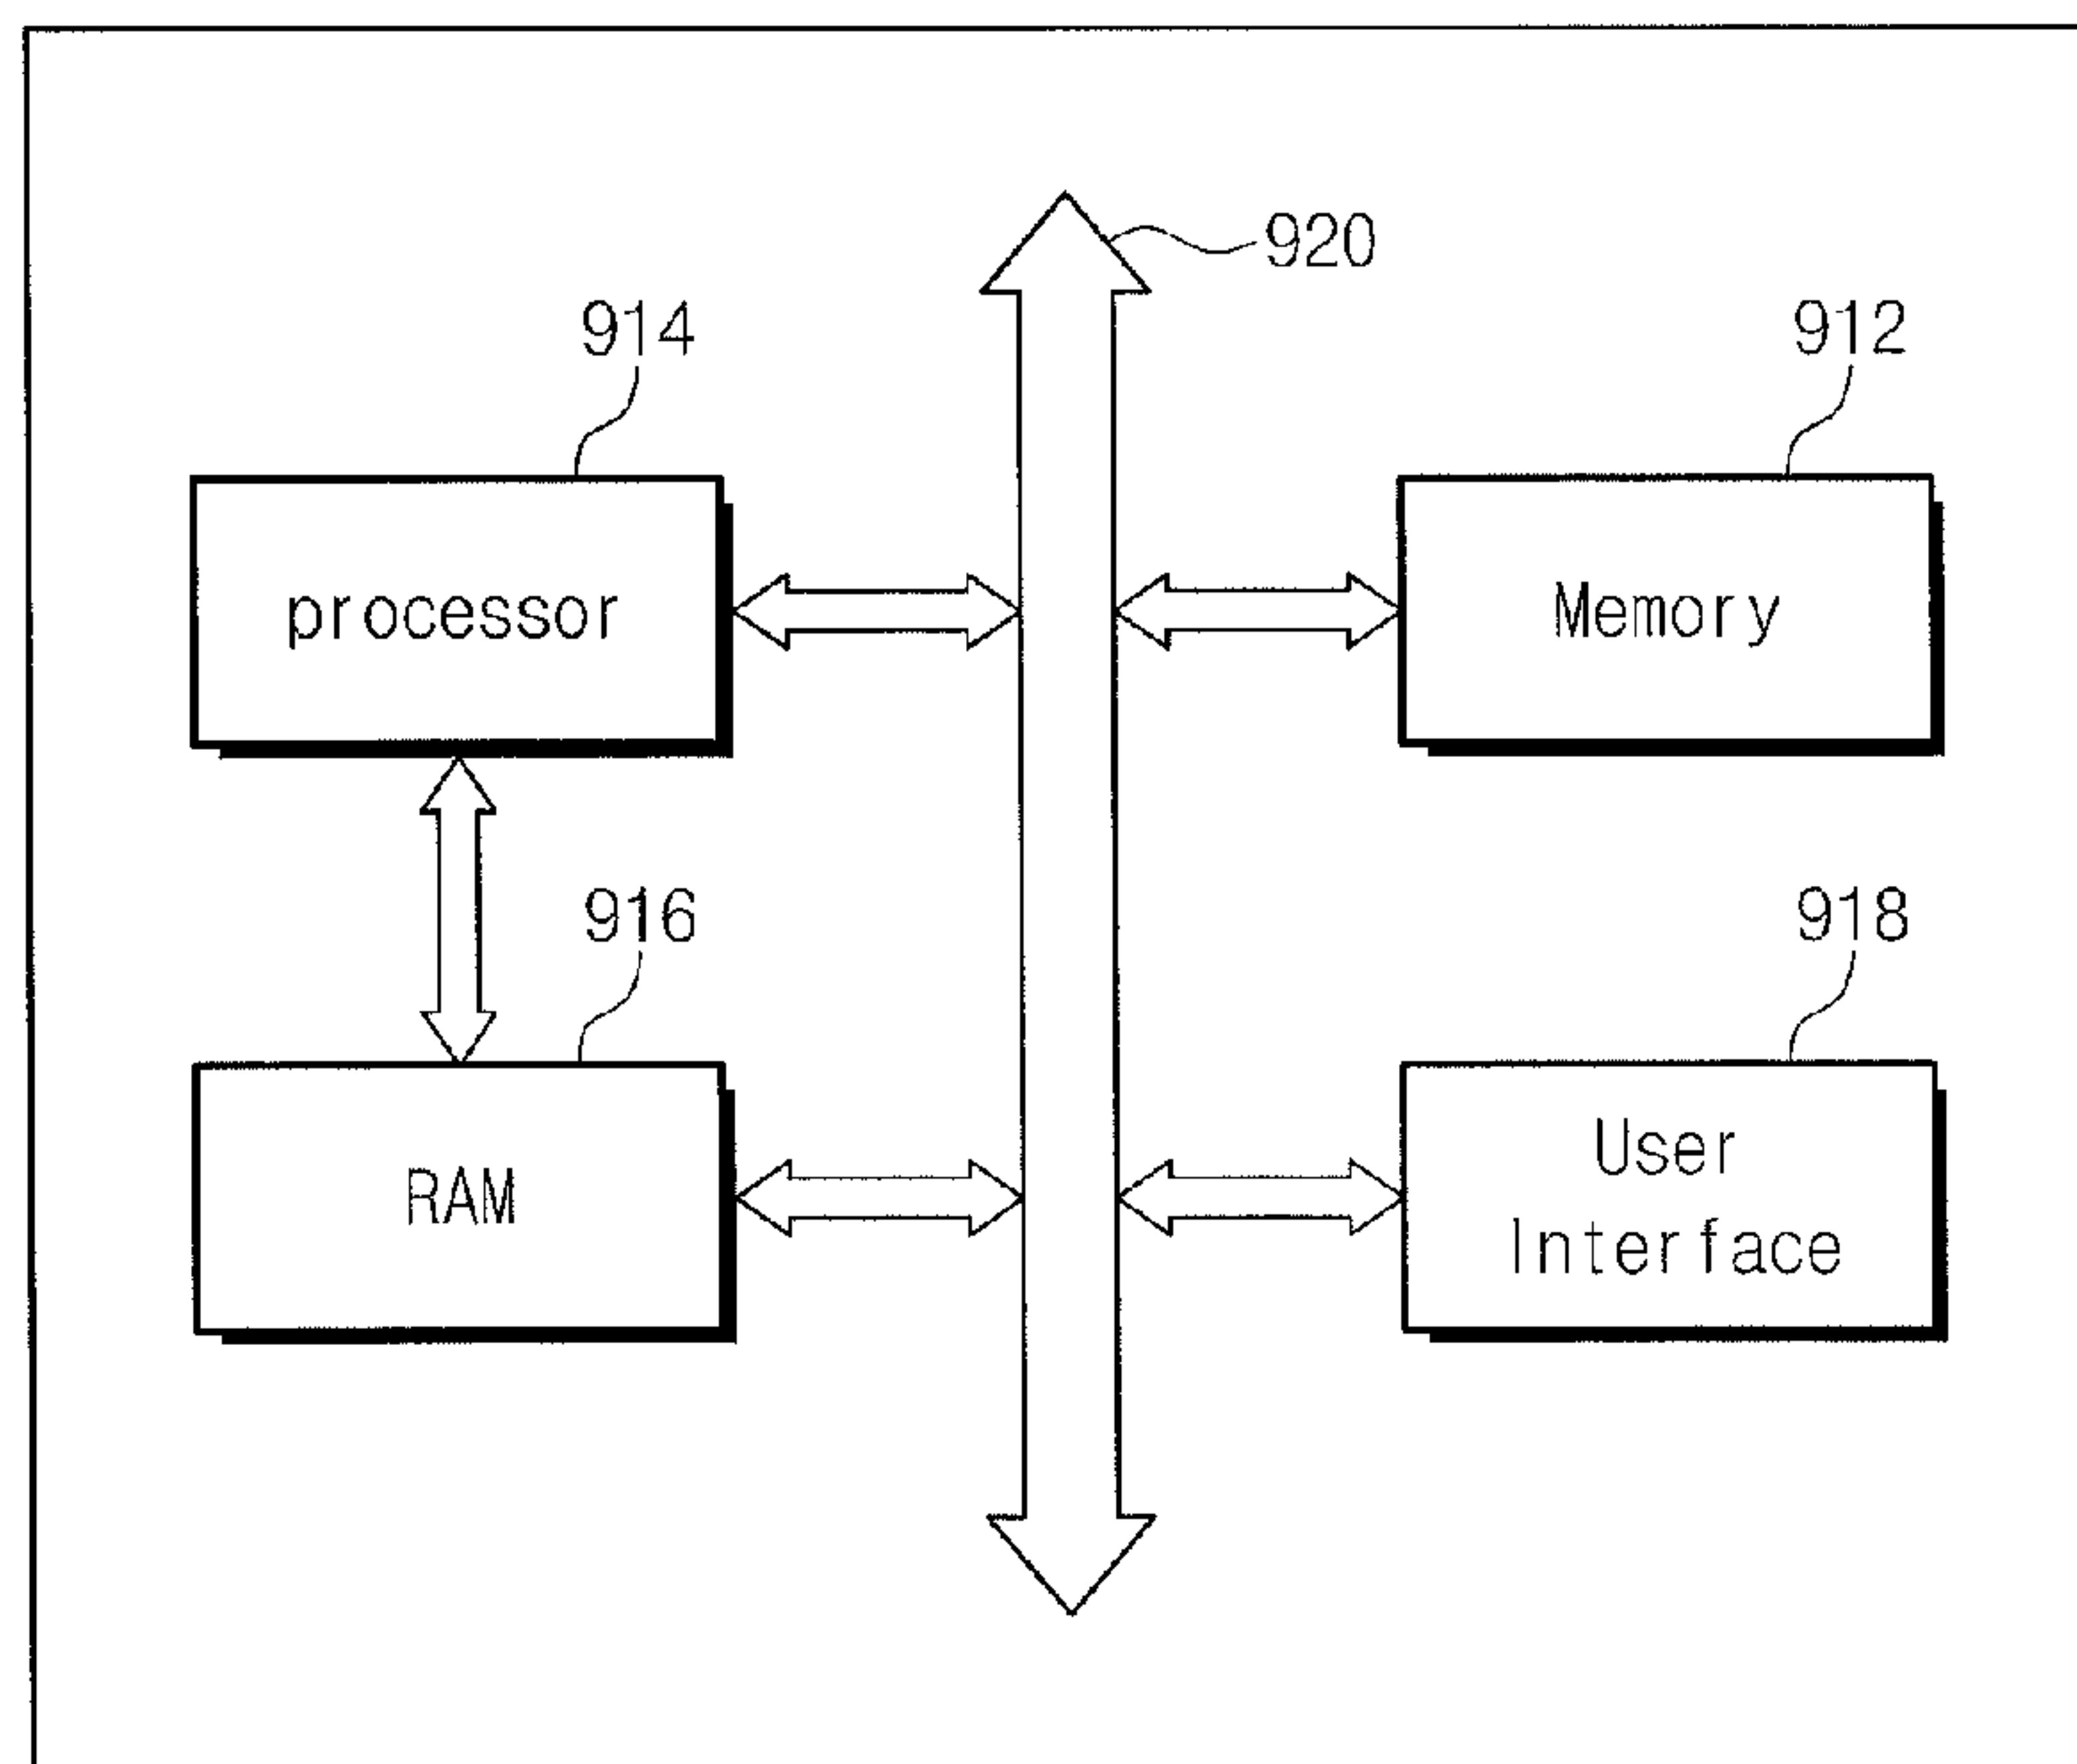 920
914
912
processor
Memory
916
918
RAM
User
Interface